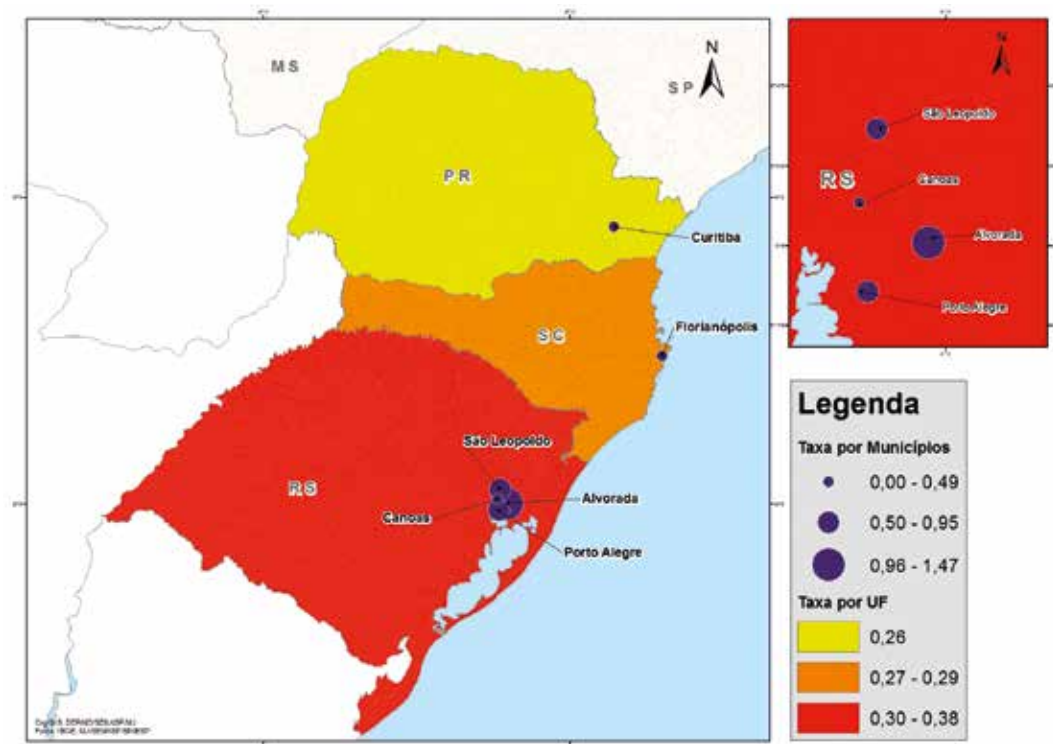 MS
N
SP
PR
Curitiba
Florianópolis
SC
São Leopoldo
RS
Canoas
Alvorada
Porto Alegre
N
São Leopoldo
RS
Canoas
Alvorada
Porto Alegre
Legenda
Taxa por Municípios
0,00 - 0,49
0,50 - 0,95
0,96 - 1,47
Taxa por UF
0,26
0,27 - 0,29
0,30 - 0,38